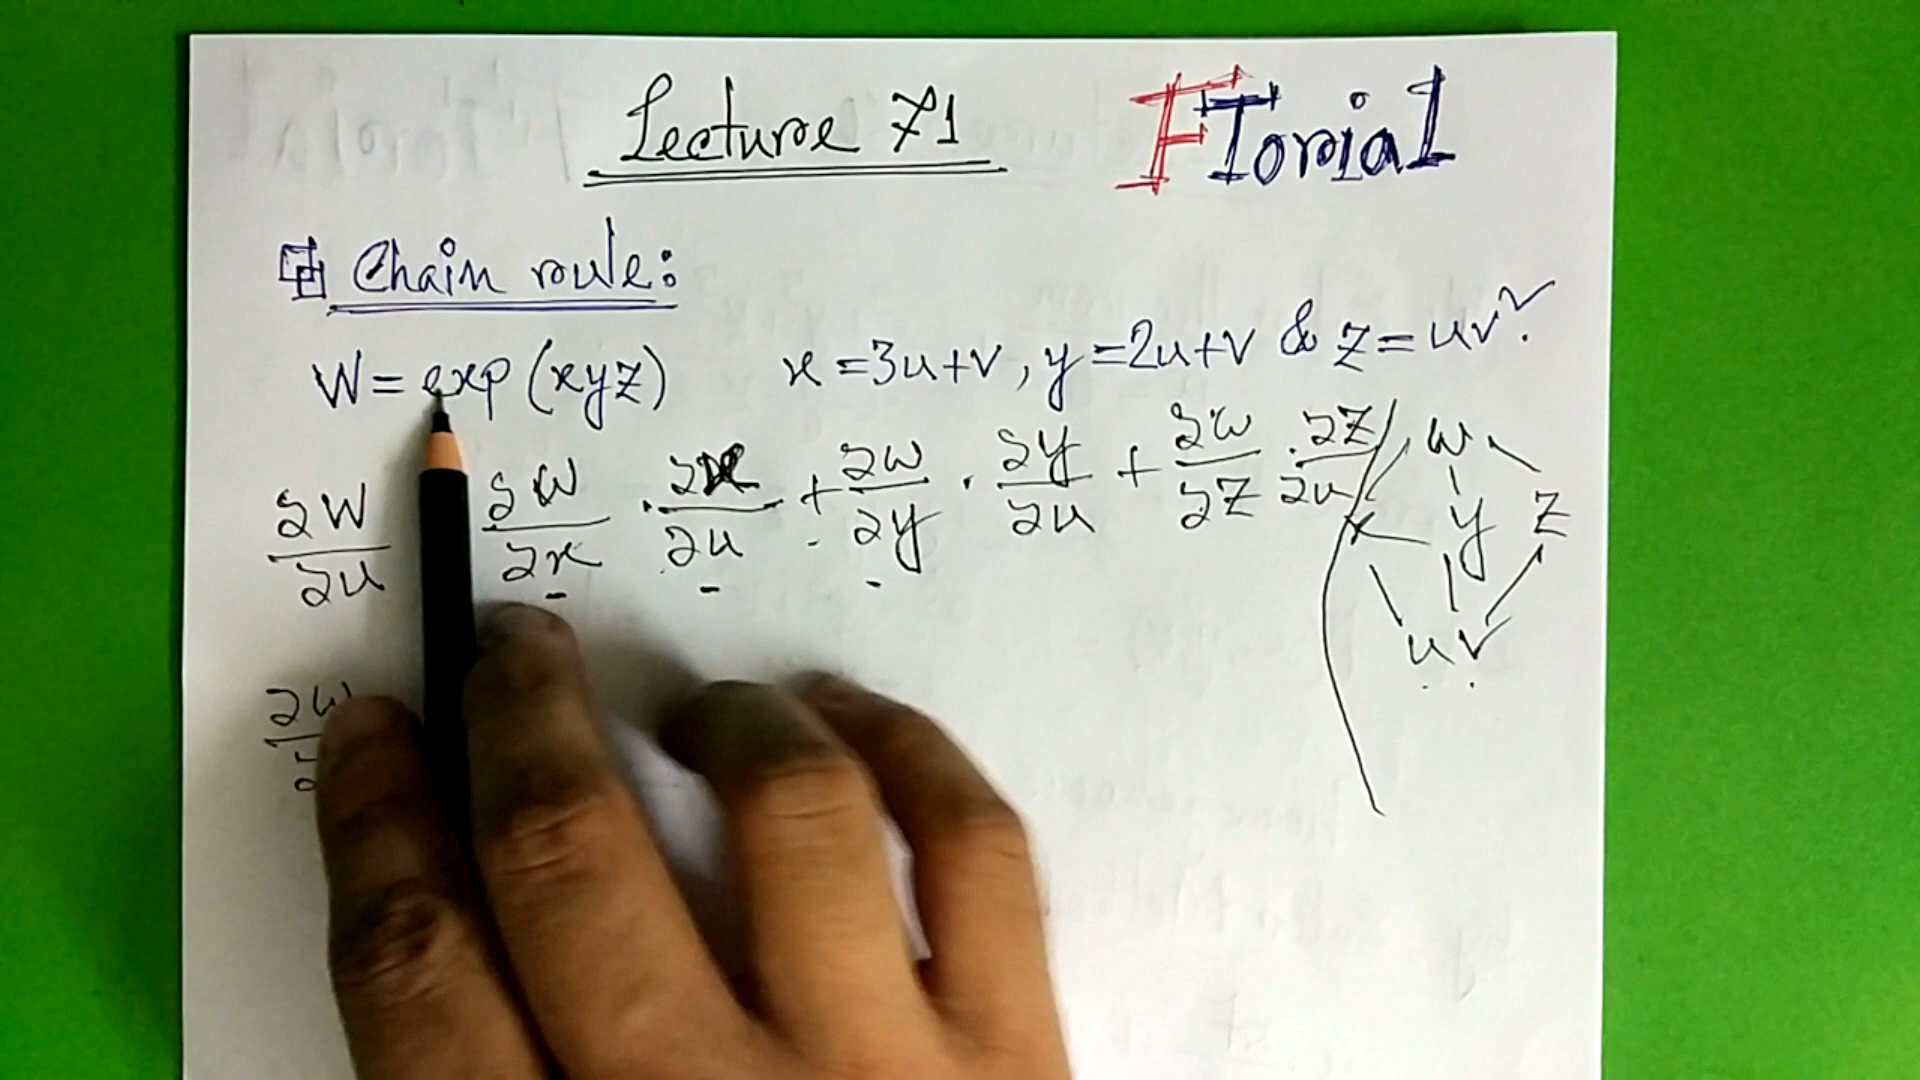 Lecture 71
FTorial
Chain rule:
W = exp(xyz) x = 3u+v, y = 2u+v & z = uv².
∂W/∂u ∂W/∂x · ∂x/∂u + ∂w/∂y · ∂y/∂u + ∂w/∂z · ∂z/∂u
w
x y z
u v
∂w